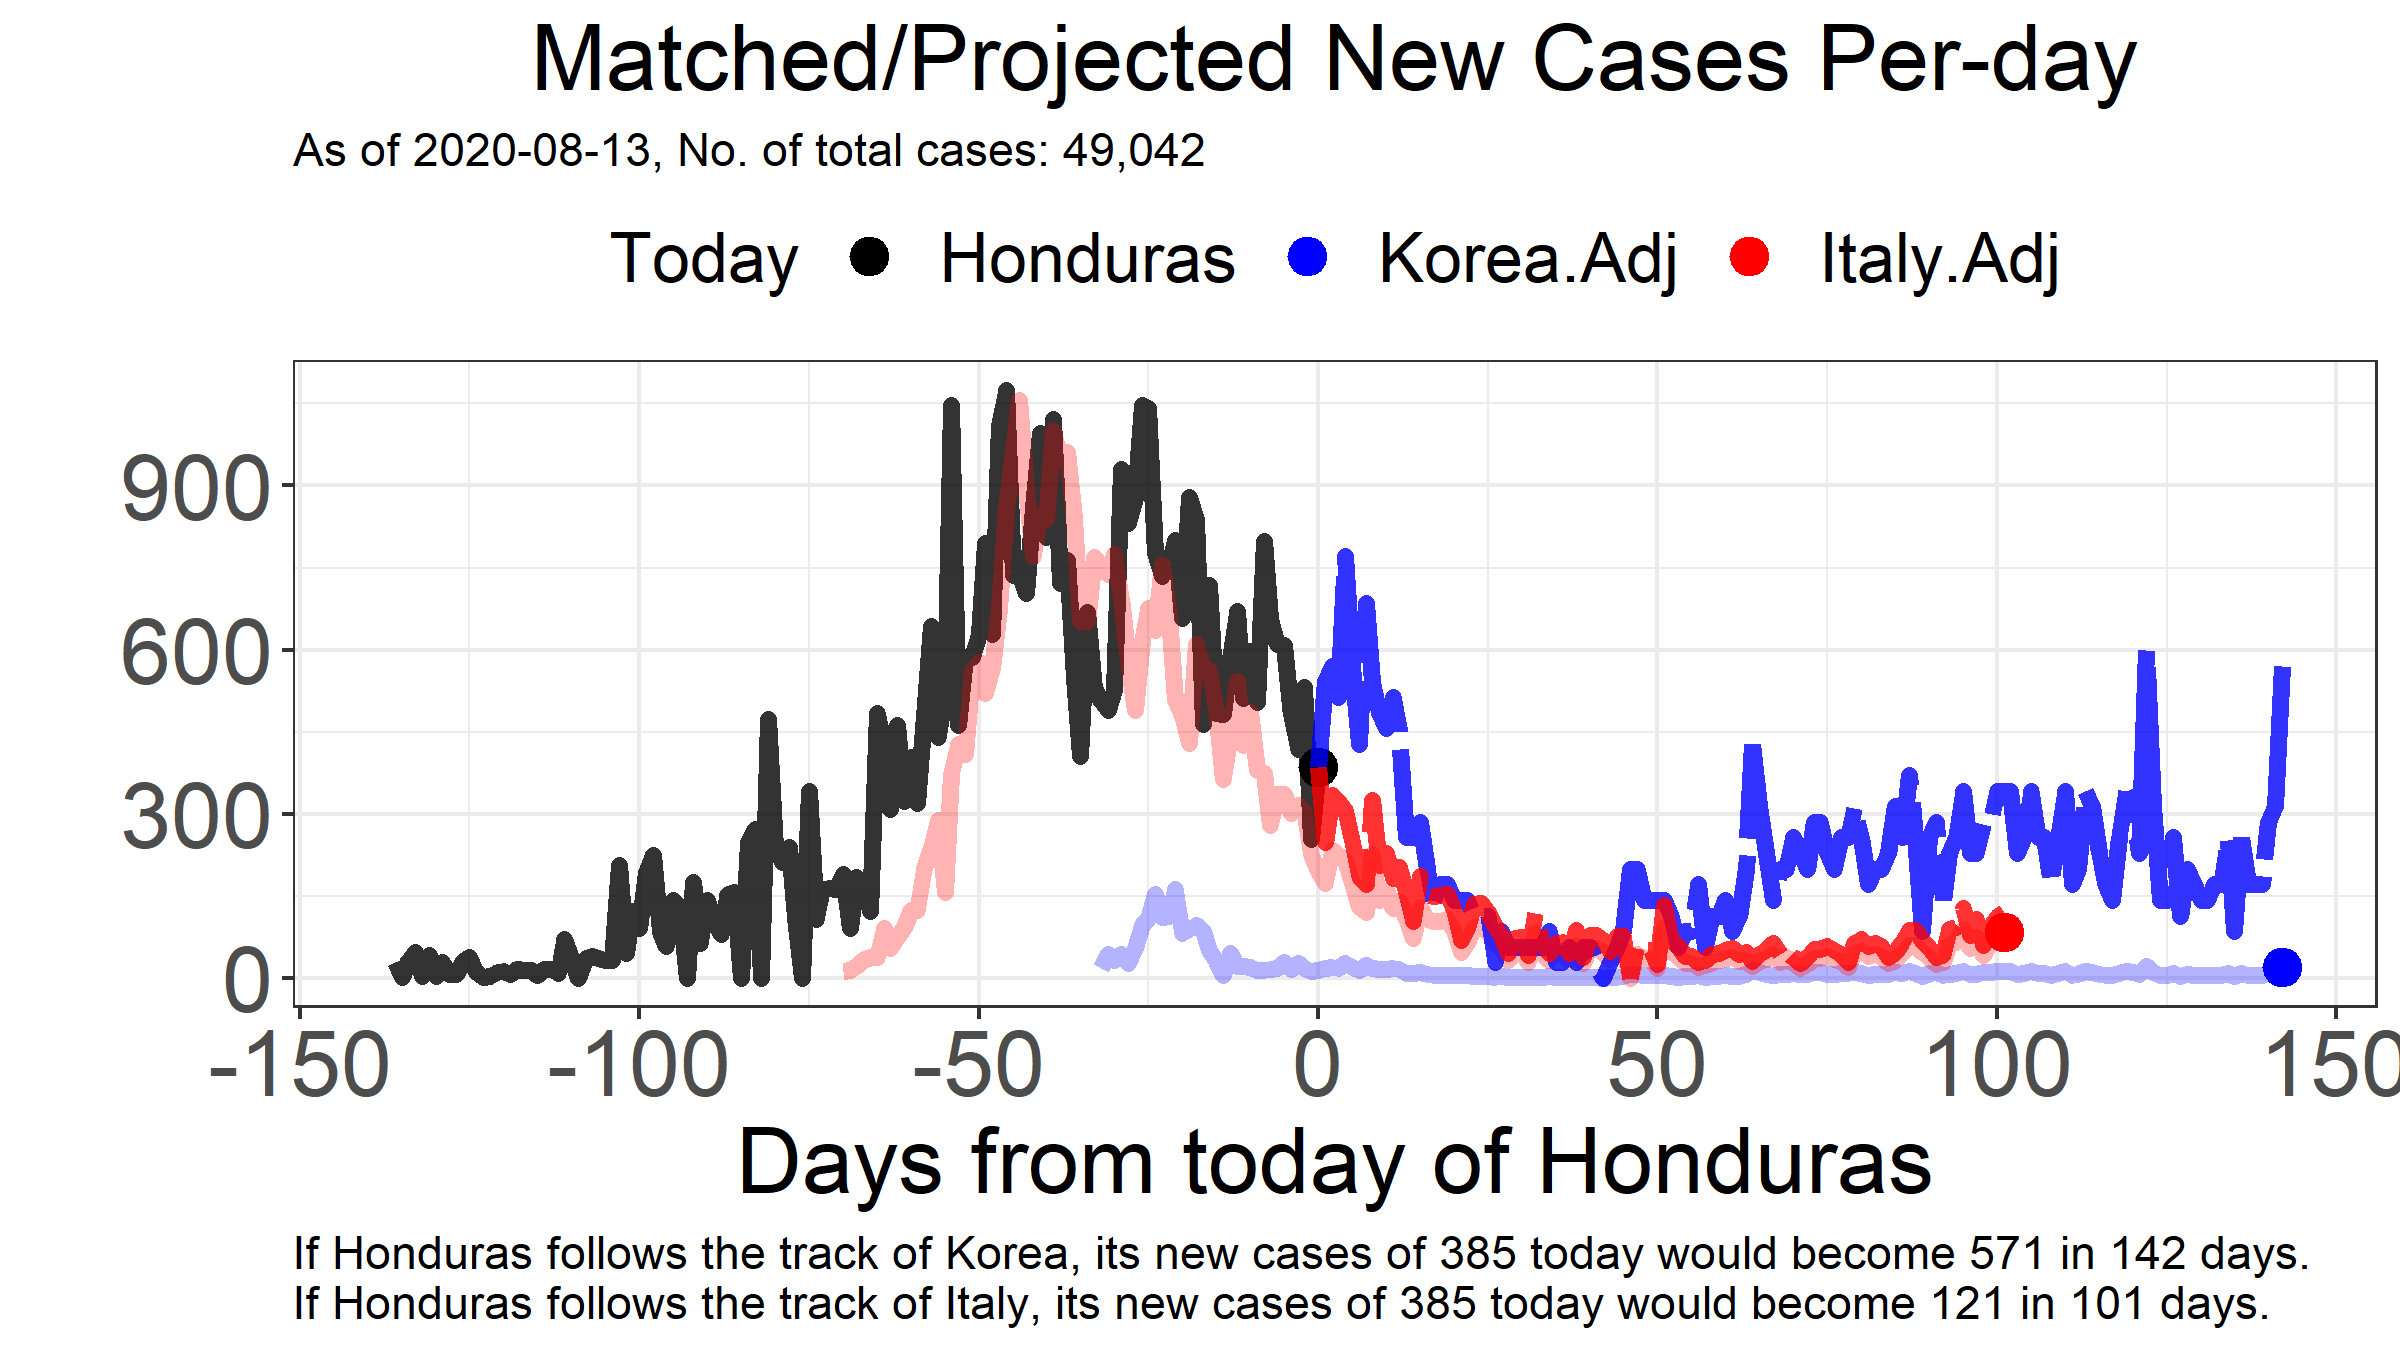 Matched/Projected New Cases Per-day
As of 2020-08-13, No. of total cases: 49,042
Today Honduras Korea.Adj Italy.Adj
900
600
300
0
-150 -100 -50 0 50 100 150
Days from today of Honduras
If Honduras follows the track of Korea, its new cases of 385 today would become 571 in 142 days.
If Honduras follows the track of Italy, its new cases of 385 today would become 121 in 101 days.